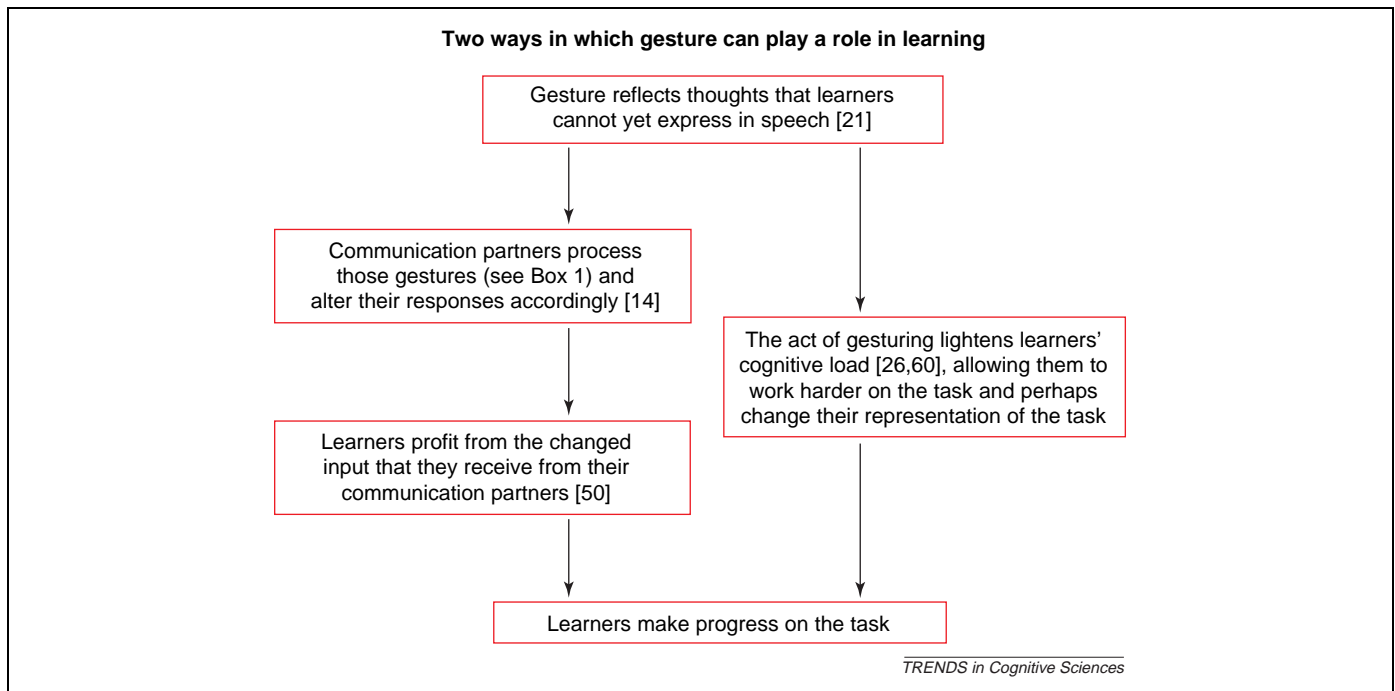 Two ways in which gesture can play a role in learning
Gesture reflects thoughts that learners
cannot yet express in speech [21]
Communication partners process
those gestures (see Box 1) and
alter their responses accordingly [14]
The act of gesturing lightens learners’
cognitive load [26,60], allowing them to
work harder on the task and perhaps
change their representation of the task
Learners profit from the changed
input that they receive from their
communication partners [50]
Learners make progress on the task
TRENDS in Cognitive Sciences